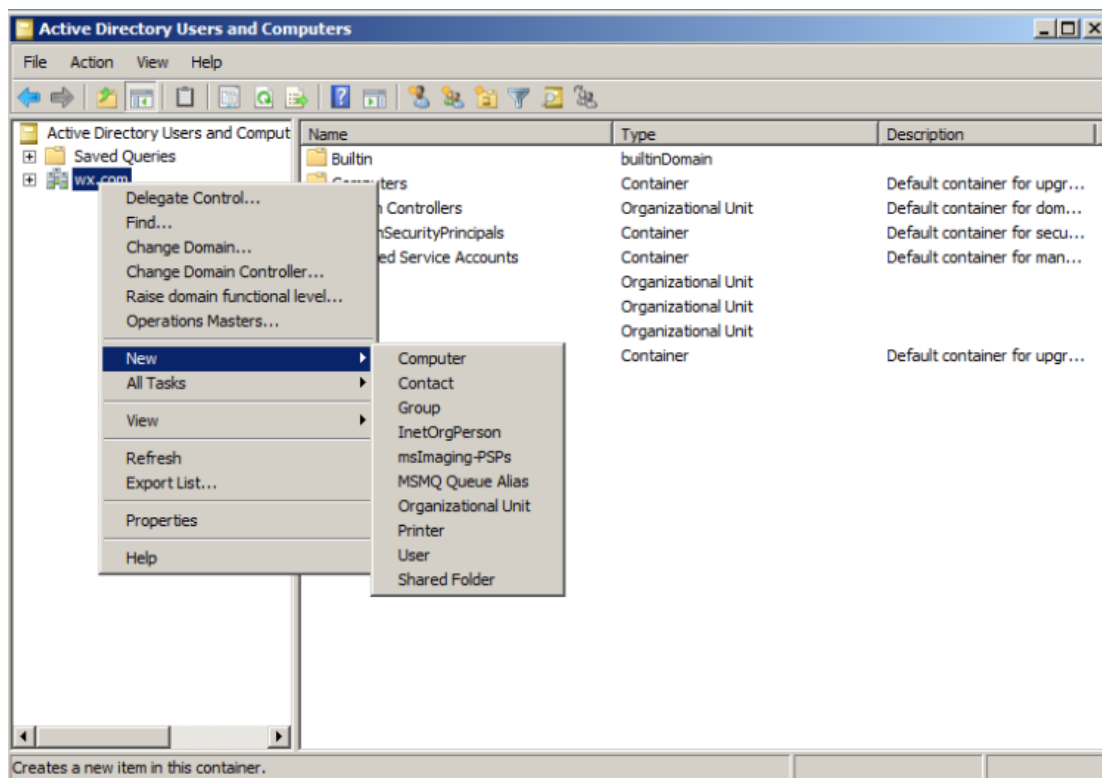 Active Directory Users and Computers
File Action View Help
Active Directory Users and Comput
Saved Queries
wx.com
Name Type Description
Builtin builtinDomain
Computers Container Default container for upgr...
Controllers Organizational Unit Default container for dom...
nSecurityPrincipals Container Default container for secu...
ed Service Accounts Container Default container for man...
Organizational Unit
Organizational Unit
Organizational Unit
Container Default container for upgr...
Delegate Control...
Find...
Change Domain...
Change Domain Controller...
Raise domain functional level...
Operations Masters...
New
All Tasks
View
Refresh
Export List...
Properties
Help
Computer
Contact
Group
InetOrgPerson
msImaging-PSPs
MSMQ Queue Alias
Organizational Unit
Printer
User
Shared Folder
Creates a new item in this container.